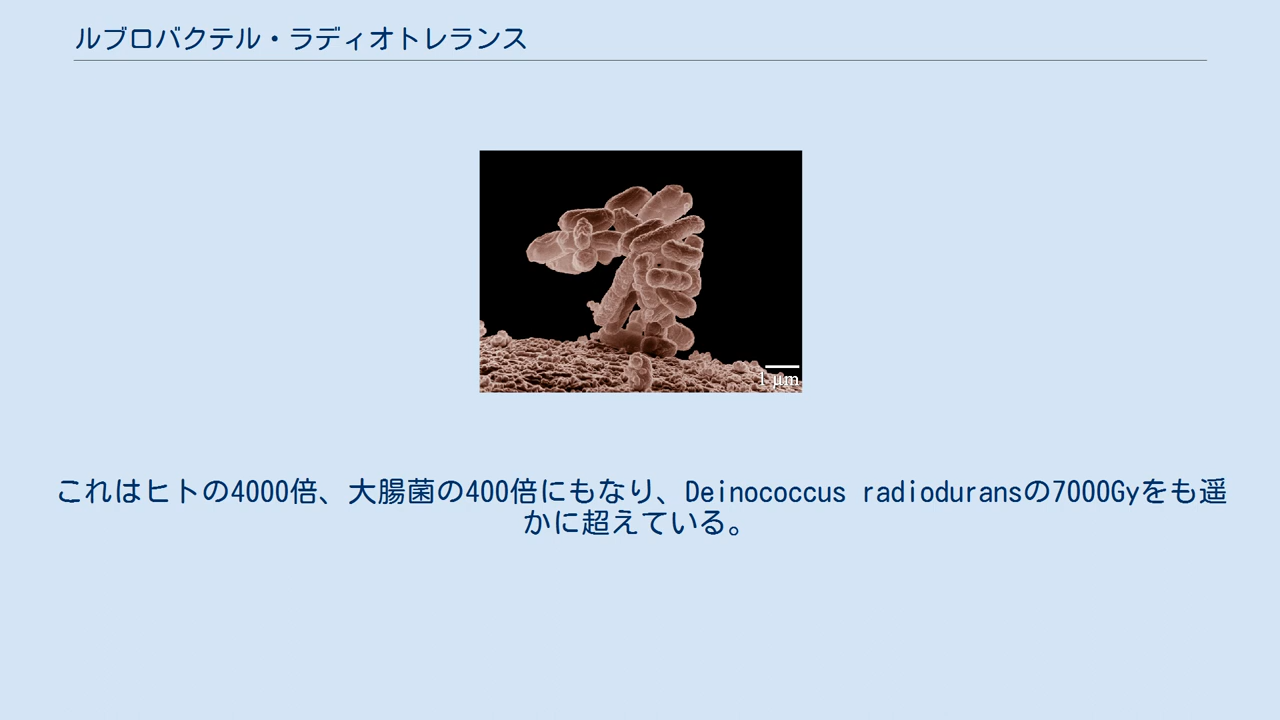 ルブロバクテル・ラディオトレランス
1 μm
これはヒトの4000倍、大腸菌の400倍にもなり、Deinococcus radioduransの7000Gyをも遥
かに超えている。